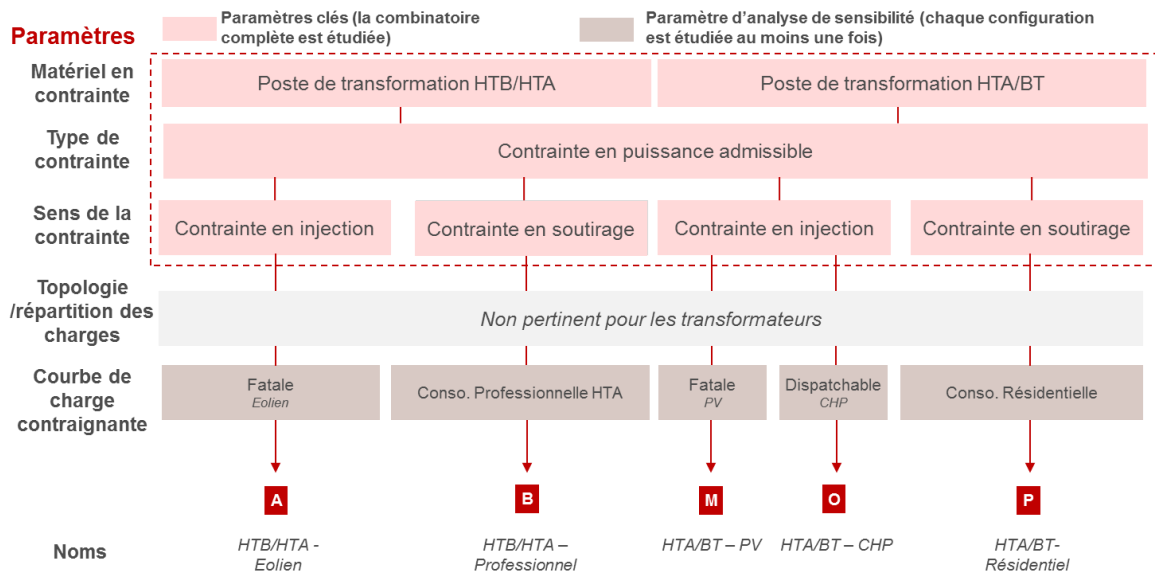 Paramètres clés (la combinatoire
complète est étudiée)
Paramètre d'analyse de sensibilité (chaque configuration
est étudiée au moins une fois)
Paramètres
Matériel en
contrainte
Poste de transformation HTB/HTA
Poste de transformation HTA/BT
Type de
contrainte
Contrainte en puissance admissible
Sens de la
contrainte
Contrainte en injection
Contrainte en soutirage
Contrainte en injection
Contrainte en soutirage
Topologie
/répartition des
charges
Non pertinent pour les transformateurs
Courbe de
charge
contraignante
Fatale
Eolien
Conso. Professionnelle HTA
Fatale
PV
Dispatchable
CHP
Conso. Résidentielle
A
B
M
O
P
Noms
HTB/HTA -
Eolien
HTB/HTA –
Professionnel
HTA/BT – PV
HTA/BT – CHP
HTA/BT-
Résidentiel